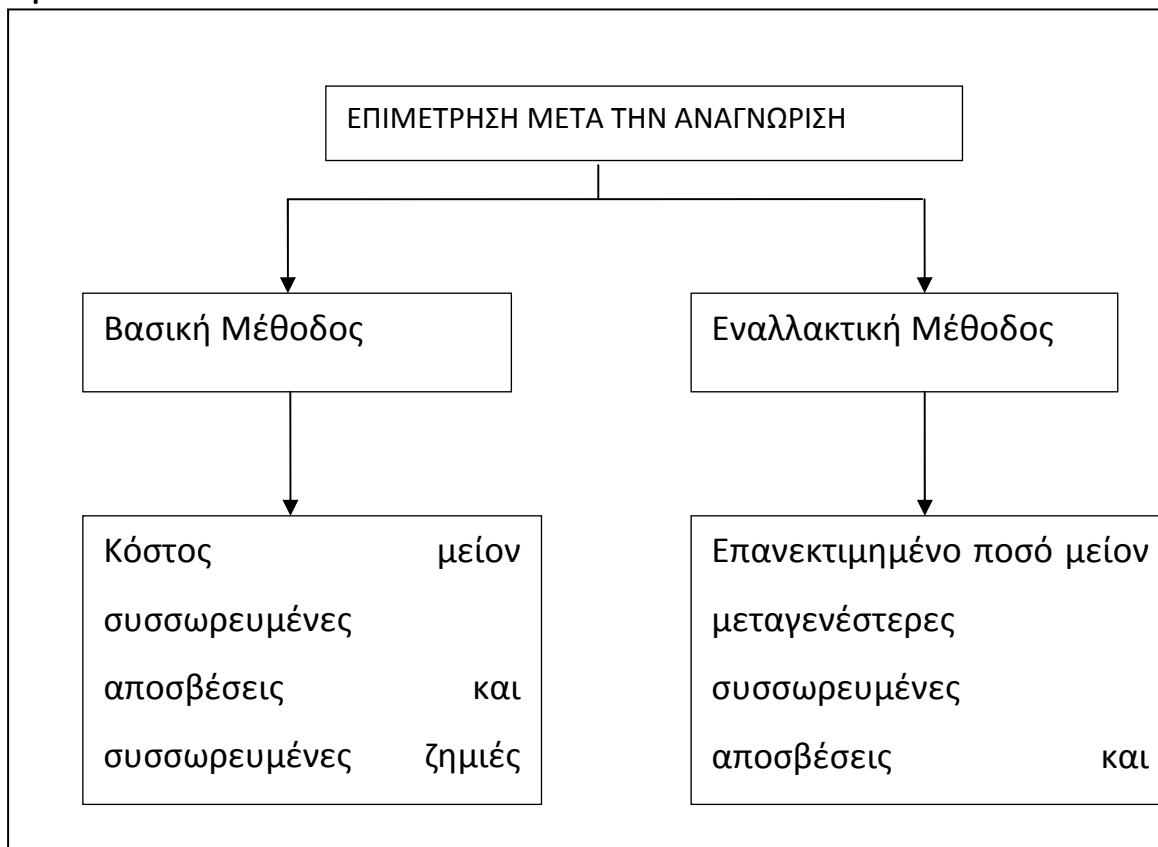 ΕΠΙΜΕΤΡΗΣΗ ΜΕΤΑ ΤΗΝ ΑΝΑΓΝΩΡΙΣΗ
Βασική Μέθοδος
Εναλλακτική Μέθοδος
Κόστος μείον
συσσωρευμένες
αποσβέσεις και
συσσωρευμένες ζημιές
Επανεκτιμημένο ποσό μείον
μεταγενέστερες
συσσωρευμένες
αποσβέσεις και